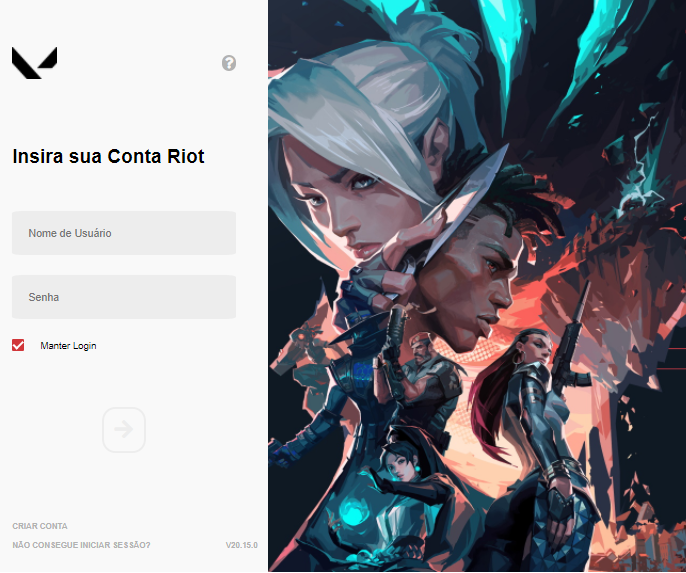 Insira sua Conta Riot
Nome de Usuário
Senha
Manter Login
CRIAR CONTA
NÃO CONSEGUE INICIAR SESSÃO?
V20.15.0